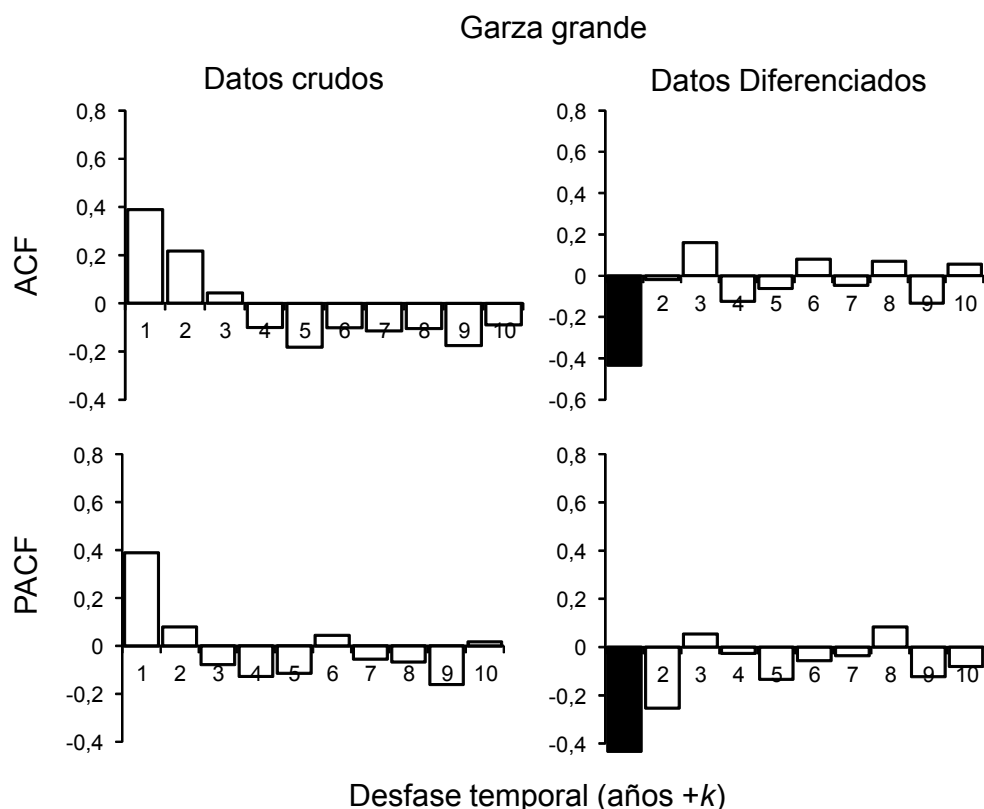 Garza grande
Datos crudos
Datos Diferenciados
ACF
0,8
0,6
0,4
0,2
0
-0,2
-0,4
1 2 3 4 5 6 7 8 9 10
0,8
0,6
0,4
0,2
0
-0,2
-0,4
-0,6
2 3 4 5 6 7 8 9 10
PACF
0,8
0,6
0,4
0,2
0
-0,2
-0,4
1 2 3 4 5 6 7 8 9 10
0,8
0,6
0,4
0,2
0
-0,2
-0,4
2 3 4 5 6 7 8 9 10
Desfase temporal (años +k)